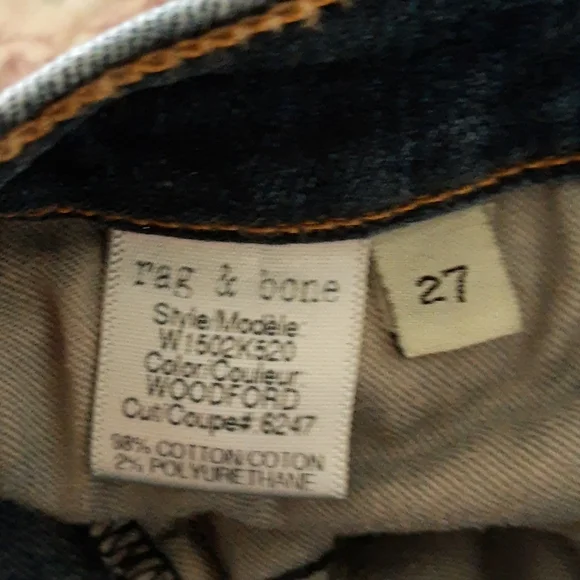 rag & bone
Style/Modèle:
W1502K520
Color/Couleur:
WOODFORD
Cut/Coupe# 6247
98% COTTON/COTON
2% POLYURETHANE
27